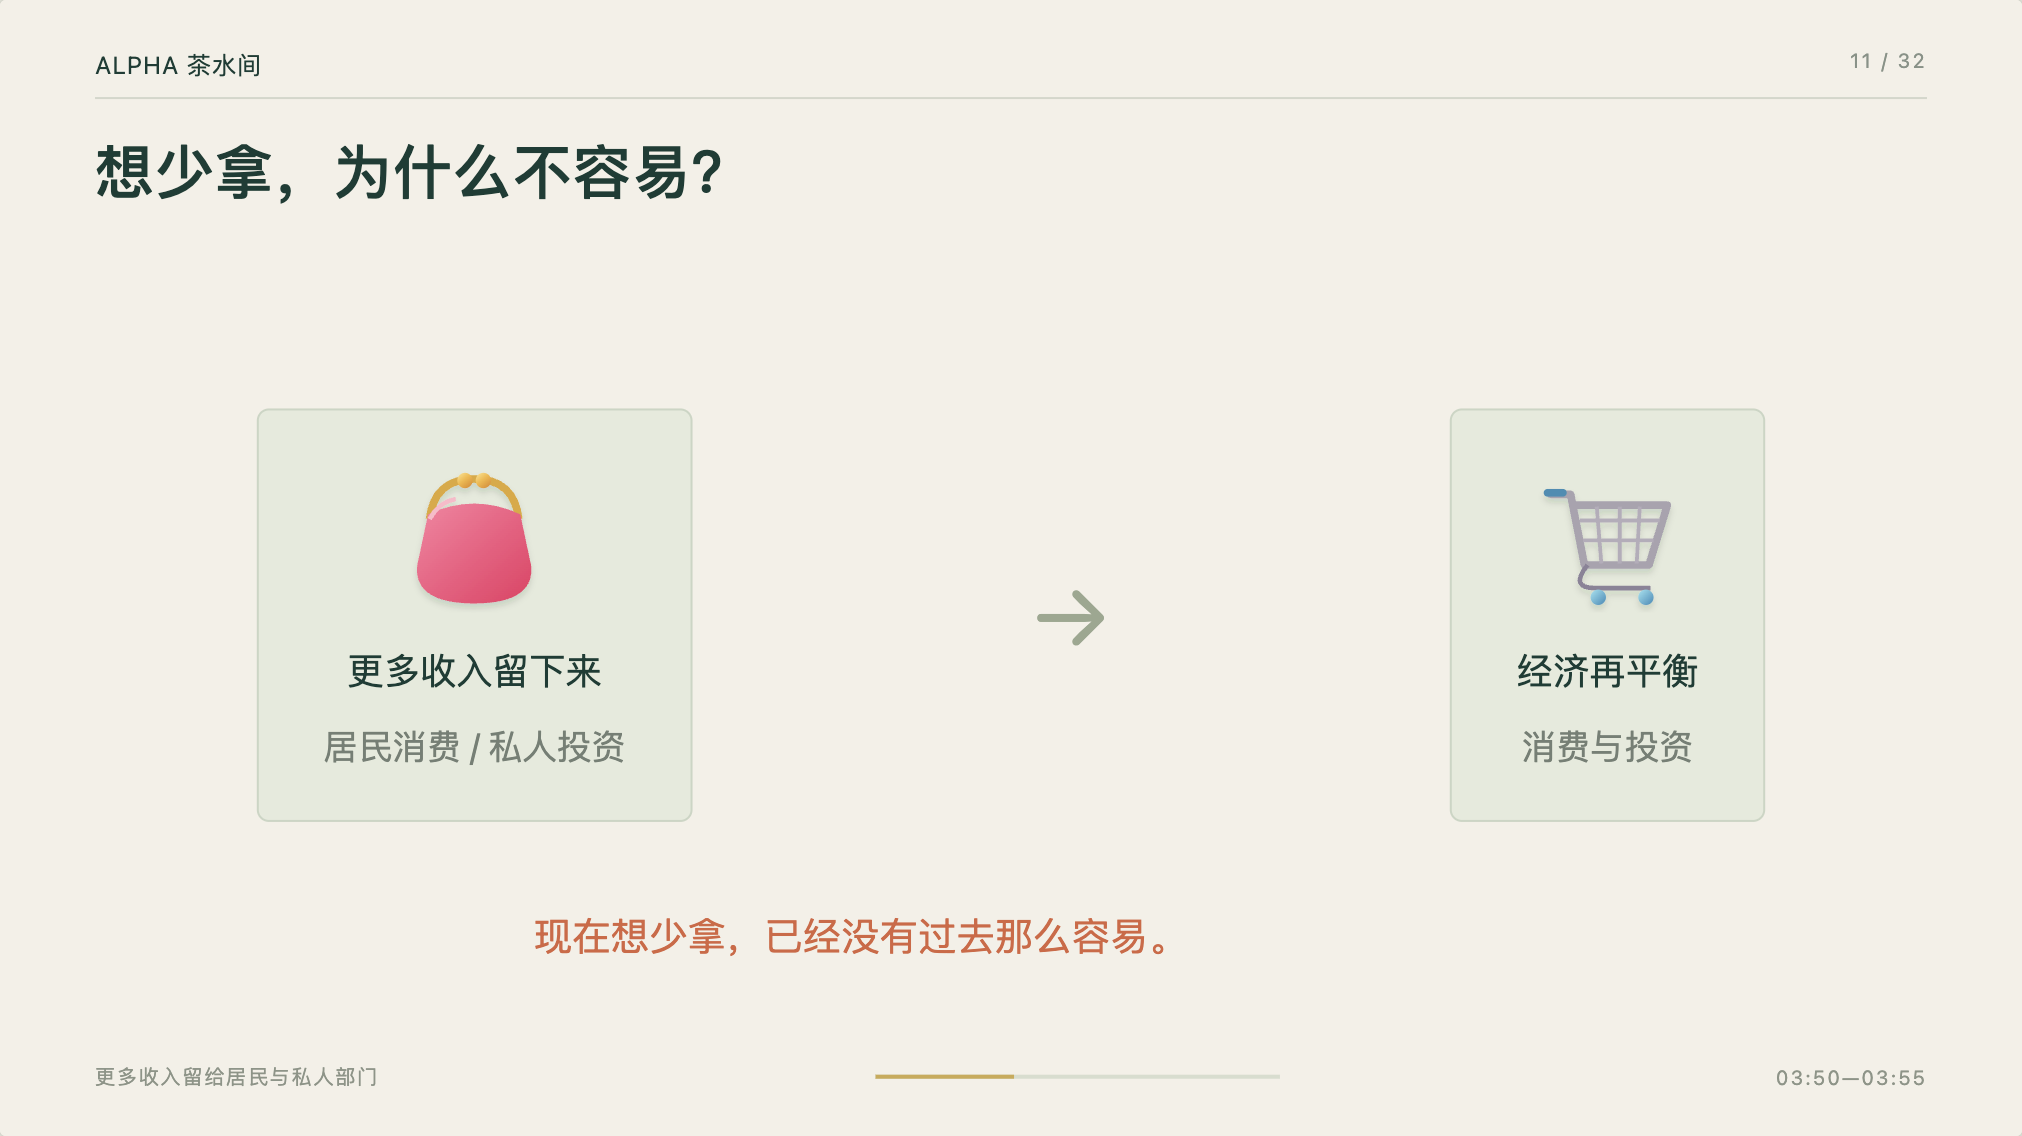 ALPHA 茶水间
11 / 32
想少拿，为什么不容易？
更多收入留下来
居民消费 / 私人投资
经济再平衡
消费与投资
现在想少拿，已经没有过去那么容易。
更多收入留给居民与私人部门
03:50—03:55